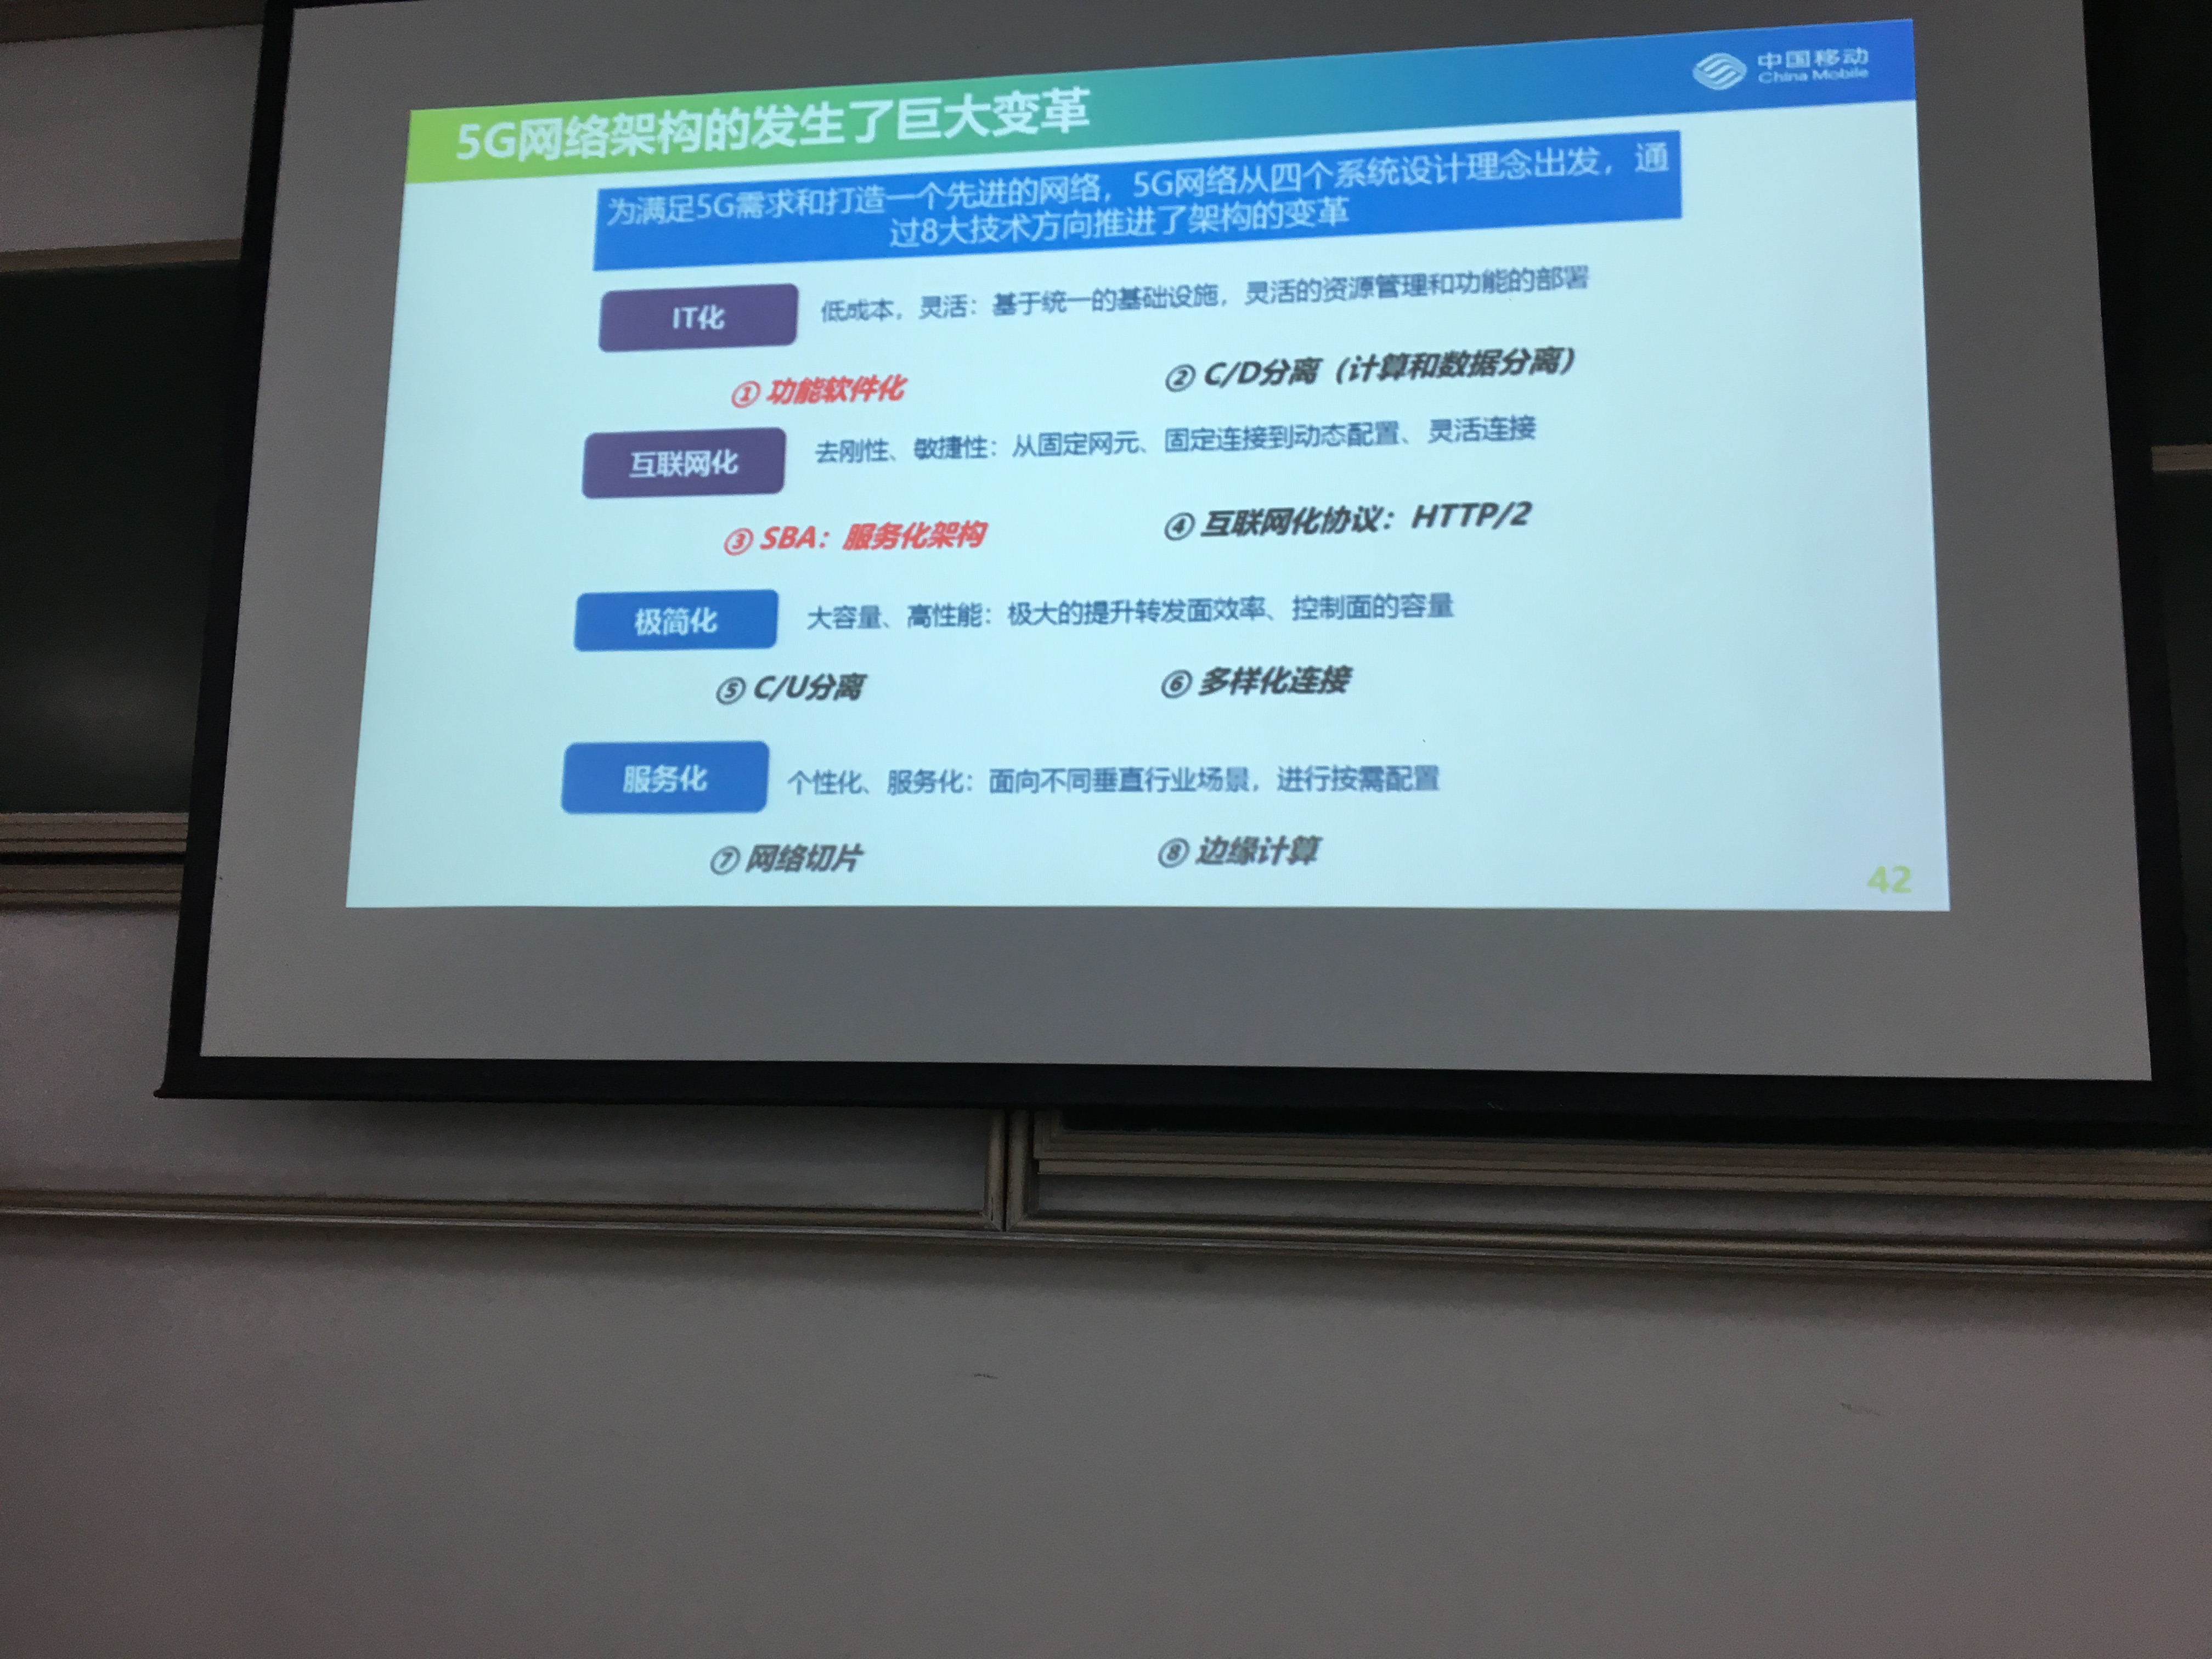 中国移动
China Mobile
5G网络架构的发生了巨大变革
为满足5G需求和打造一个先进的网络，5G网络从四个系统设计理念出发，通
过8大技术方向推进了架构的变革
IT化 低成本，灵活：基于统一的基础设施，灵活的资源管理和功能的部署
① 功能软件化 ② C/D分离（计算和数据分离）
互联网化 去刚性、敏捷性：从固定网元、固定连接到动态配置、灵活连接
③ SBA：服务化架构 ④ 互联网化协议：HTTP/2
极简化 大容量、高性能：极大的提升转发面效率、控制面的容量
⑤ C/U分离 ⑥ 多样化连接
服务化 个性化、服务化：面向不同垂直行业场景，进行按需配置
⑦ 网络切片 ⑧ 边缘计算
42